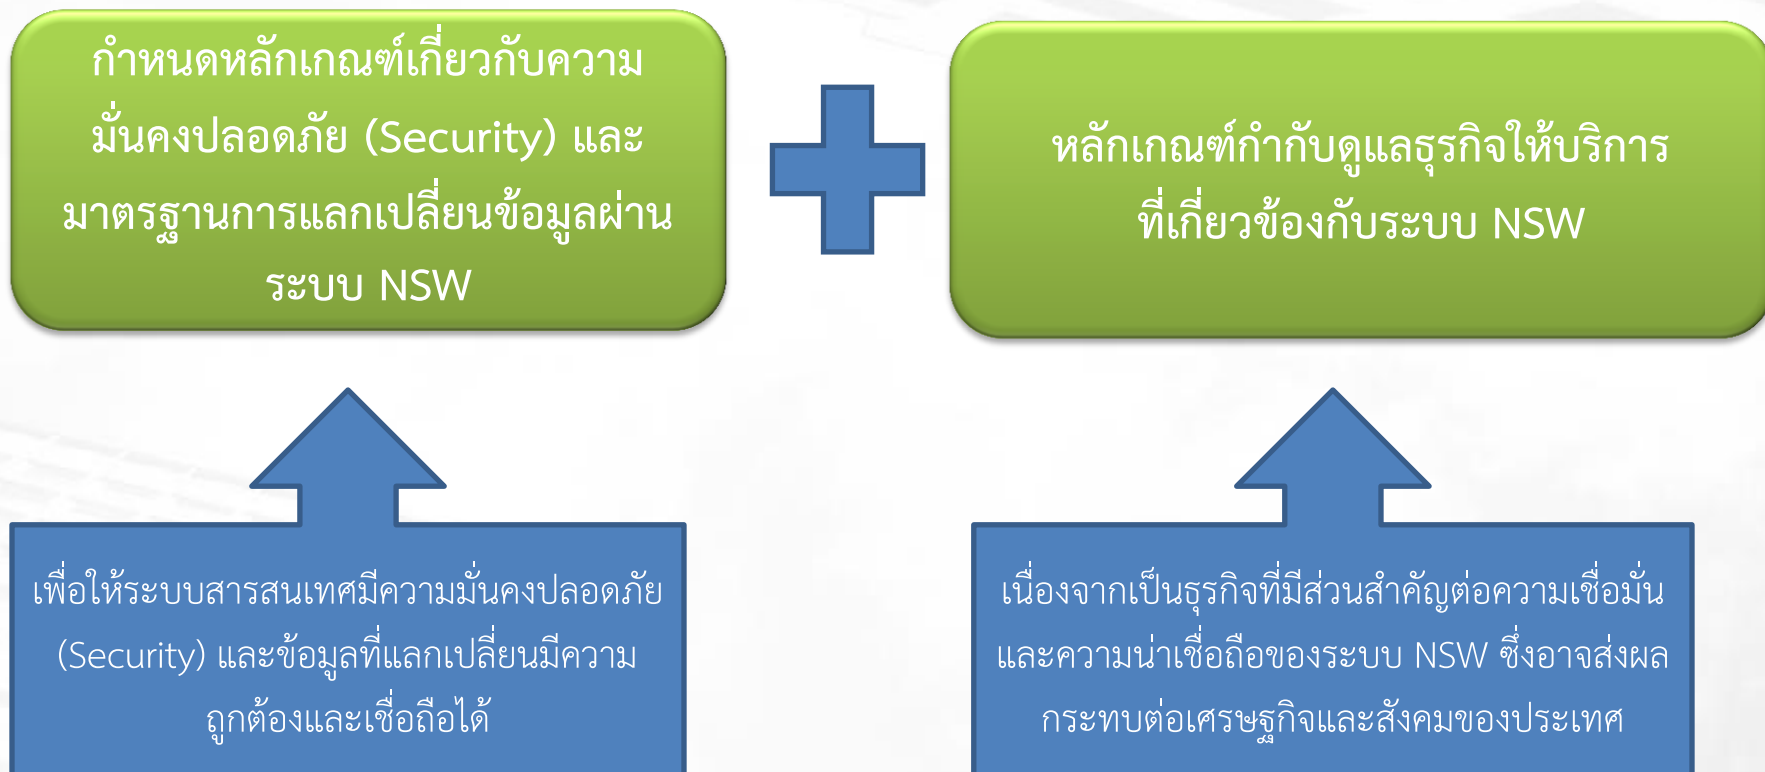 กำหนดหลักเกณฑ์เกี่ยวกับความ
มั่นคงปลอดภัย (Security) และ
มาตรฐานการแลกเปลี่ยนข้อมูลผ่าน
ระบบ NSW
หลักเกณฑ์กำกับดูแลธุรกิจให้บริการ
ที่เกี่ยวข้องกับระบบ NSW
เพื่อให้ระบบสารสนเทศมีความมั่นคงปลอดภัย
(Security) และข้อมูลที่แลกเปลี่ยนมีความ
ถูกต้องและเชื่อถือได้
เนื่องจากเป็นธุรกิจที่มีส่วนสำคัญต่อความเชื่อมั่น
และความน่าเชื่อถือของระบบ NSW ซึ่งอาจส่งผล
กระทบต่อเศรษฐกิจและสังคมของประเทศ